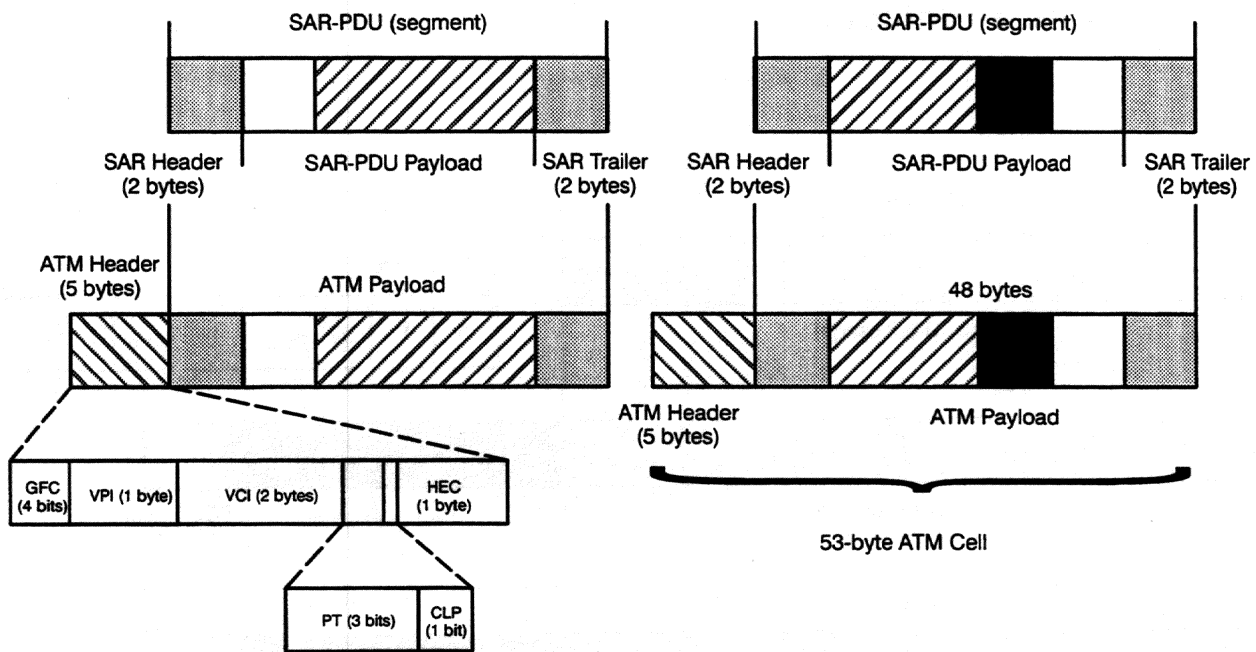 SAR-PDU (segment)
SAR-PDU (segment)
SAR Header
(2 bytes)
SAR-PDU Payload
SAR Trailer
(2 bytes)
SAR Header
(2 bytes)
SAR-PDU Payload
SAR Trailer
(2 bytes)
ATM Header
(5 bytes)
ATM Payload
48 bytes
ATM Header
(5 bytes)
ATM Payload
GFC
(4 bits)
VPI (1 byte)
VCI (2 bytes)
HEC
(1 byte)
53-byte ATM Cell
PT (3 bits)
CLP
(1 bit)